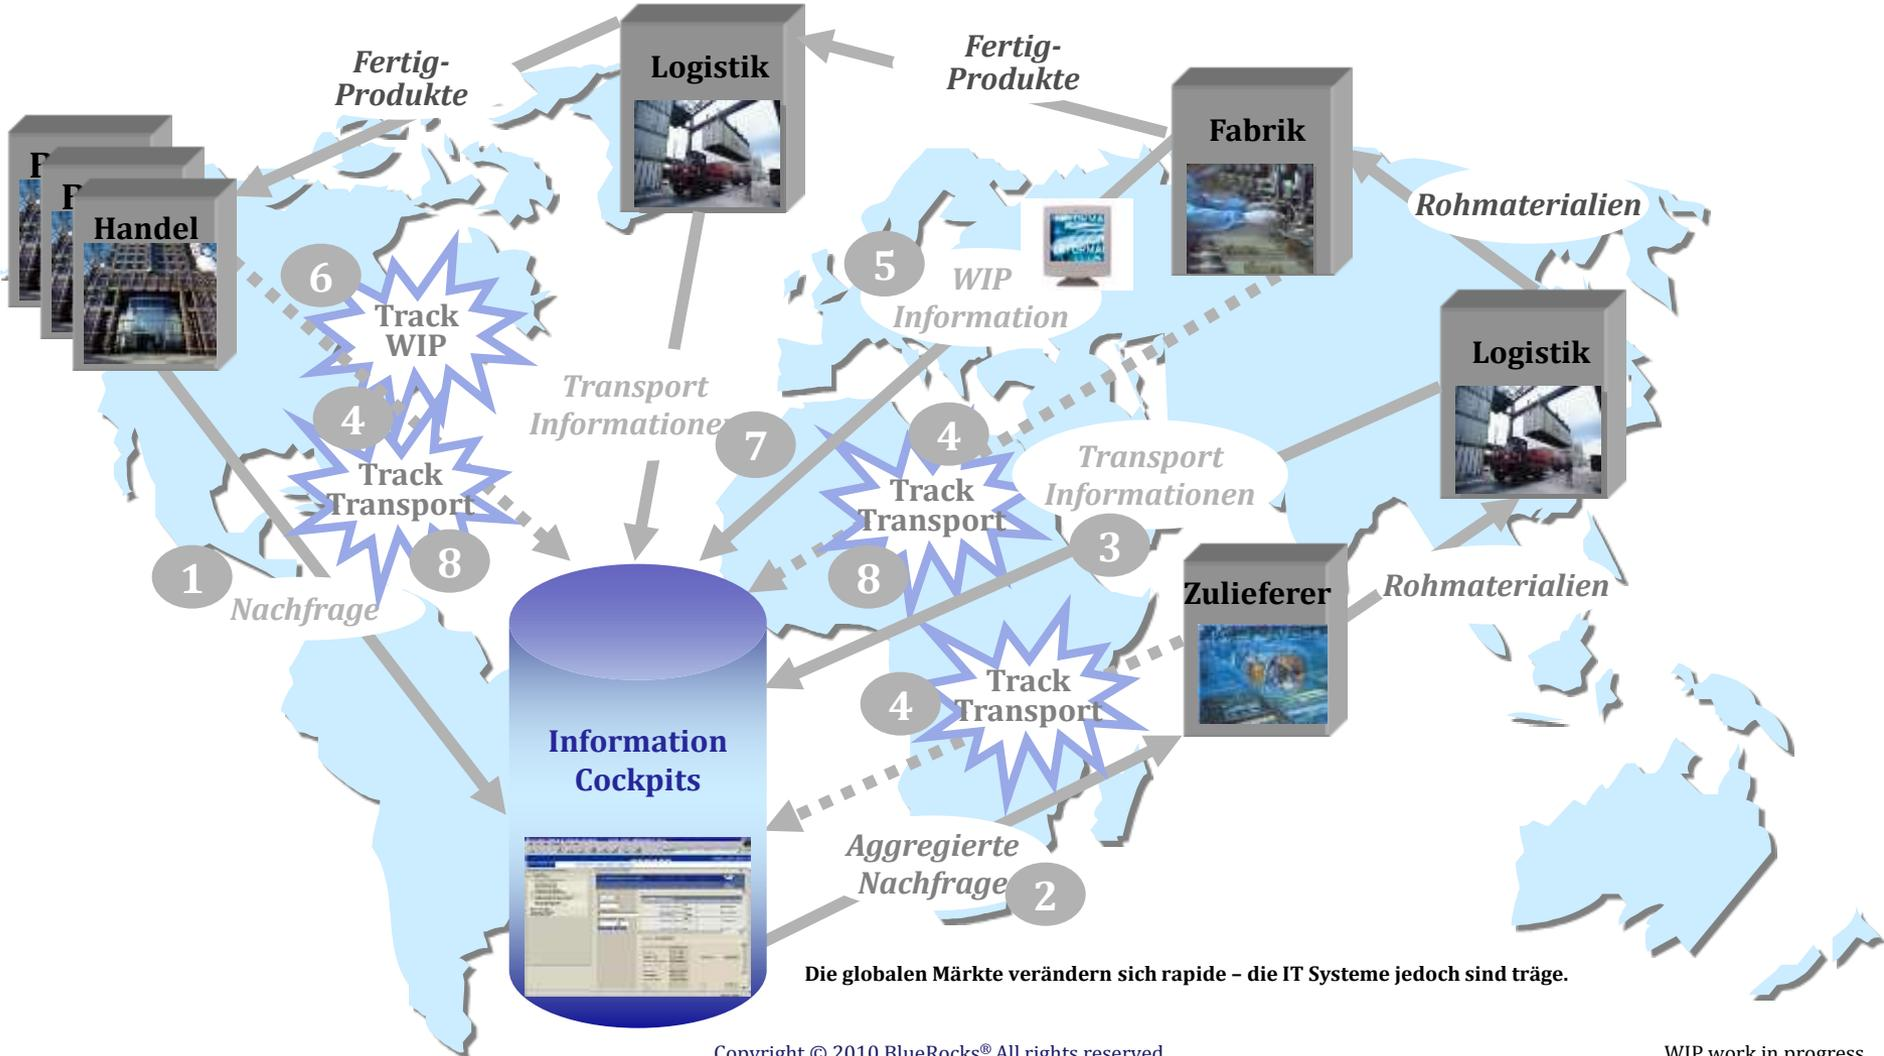 Fertig-
Produkte
Logistik
Fertig-
Produkte
Fabrik
Rohmaterialien
Handel
6
Track
WIP
5
WIP
Information
Logistik
Transport
Informationen
4
7
4
Transport
Informationen
Track
Transport
Track
Transport
3
1
8
8
Nachfrage
Zulieferer
Rohmaterialien
4
Track
Transport
Information
Cockpits
Aggregierte
Nachfrage
2
Die globalen Märkte verändern sich rapide – die IT Systeme jedoch sind träge.
Copyright © 2010 BlueRocks® All rights reserved
WIP work in progress